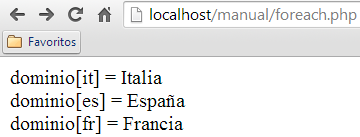 localhost/manual/foreach.php
Favoritos
dominio[it] = Italia
dominio[es] = España
dominio[fr] = Francia